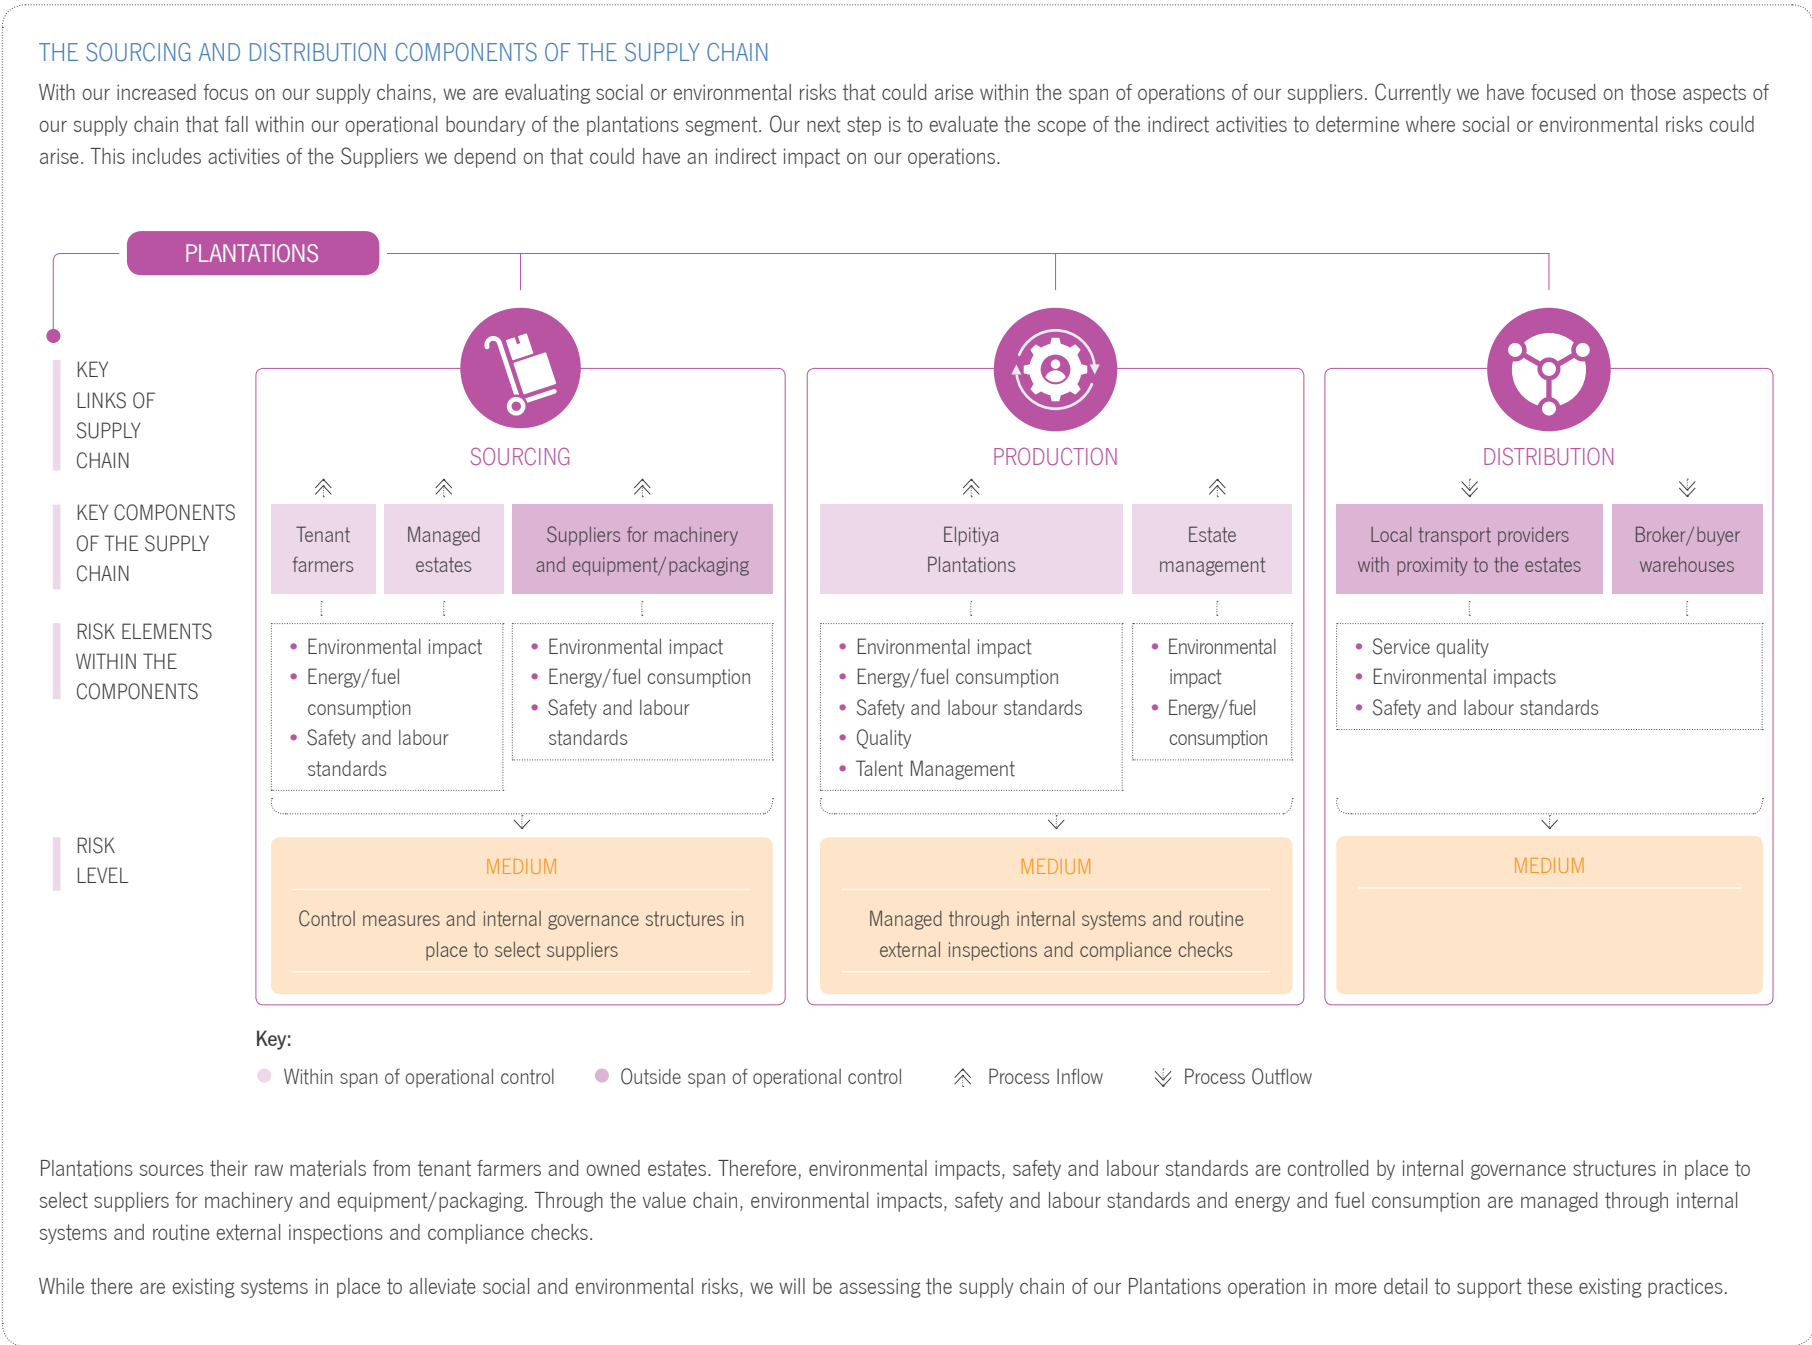 THE SOURCING AND DISTRIBUTION COMPONENTS OF THE SUPPLY CHAIN
With our increased focus on our supply chains, we are evaluating social or environmental risks that could arise within the span of operations of our suppliers. Currently we have focused on those aspects of
our supply chain that fall within our operational boundary of the plantations segment. Our next step is to evaluate the scope of the indirect activities to determine where social or environmental risks could
arise. This includes activities of the Suppliers we depend on that could have an indirect impact on our operations.
PLANTATIONS
KEY
LINKS OF
SUPPLY
CHAIN
SOURCING
PRODUCTION
DISTRIBUTION
KEY COMPONENTS
OF THE SUPPLY
CHAIN
Tenant
farmers
Managed
estates
Suppliers for machinery
and equipment/packaging
Elpitiya
Plantations
Estate
management
Local transport providers
with proximity to the estates
Broker/buyer
warehouses
RISK ELEMENTS
WITHIN THE
COMPONENTS
• Environmental impact
• Energy/fuel
consumption
• Safety and labour
standards
• Environmental impact
• Energy/fuel consumption
• Safety and labour
standards
• Environmental impact
• Energy/fuel consumption
• Safety and labour standards
• Quality
• Talent Management
• Environmental
impact
• Energy/fuel
consumption
• Service quality
• Environmental impacts
• Safety and labour standards
RISK
LEVEL
MEDIUM
Control measures and internal governance structures in
place to select suppliers
MEDIUM
Managed through internal systems and routine
external inspections and compliance checks
MEDIUM
Key:
Within span of operational control
Outside span of operational control
Process Inflow
Process Outflow
Plantations sources their raw materials from tenant farmers and owned estates. Therefore, environmental impacts, safety and labour standards are controlled by internal governance structures in place to
select suppliers for machinery and equipment/packaging. Through the value chain, environmental impacts, safety and labour standards and energy and fuel consumption are managed through internal
systems and routine external inspections and compliance checks.
While there are existing systems in place to alleviate social and environmental risks, we will be assessing the supply chain of our Plantations operation in more detail to support these existing practices.